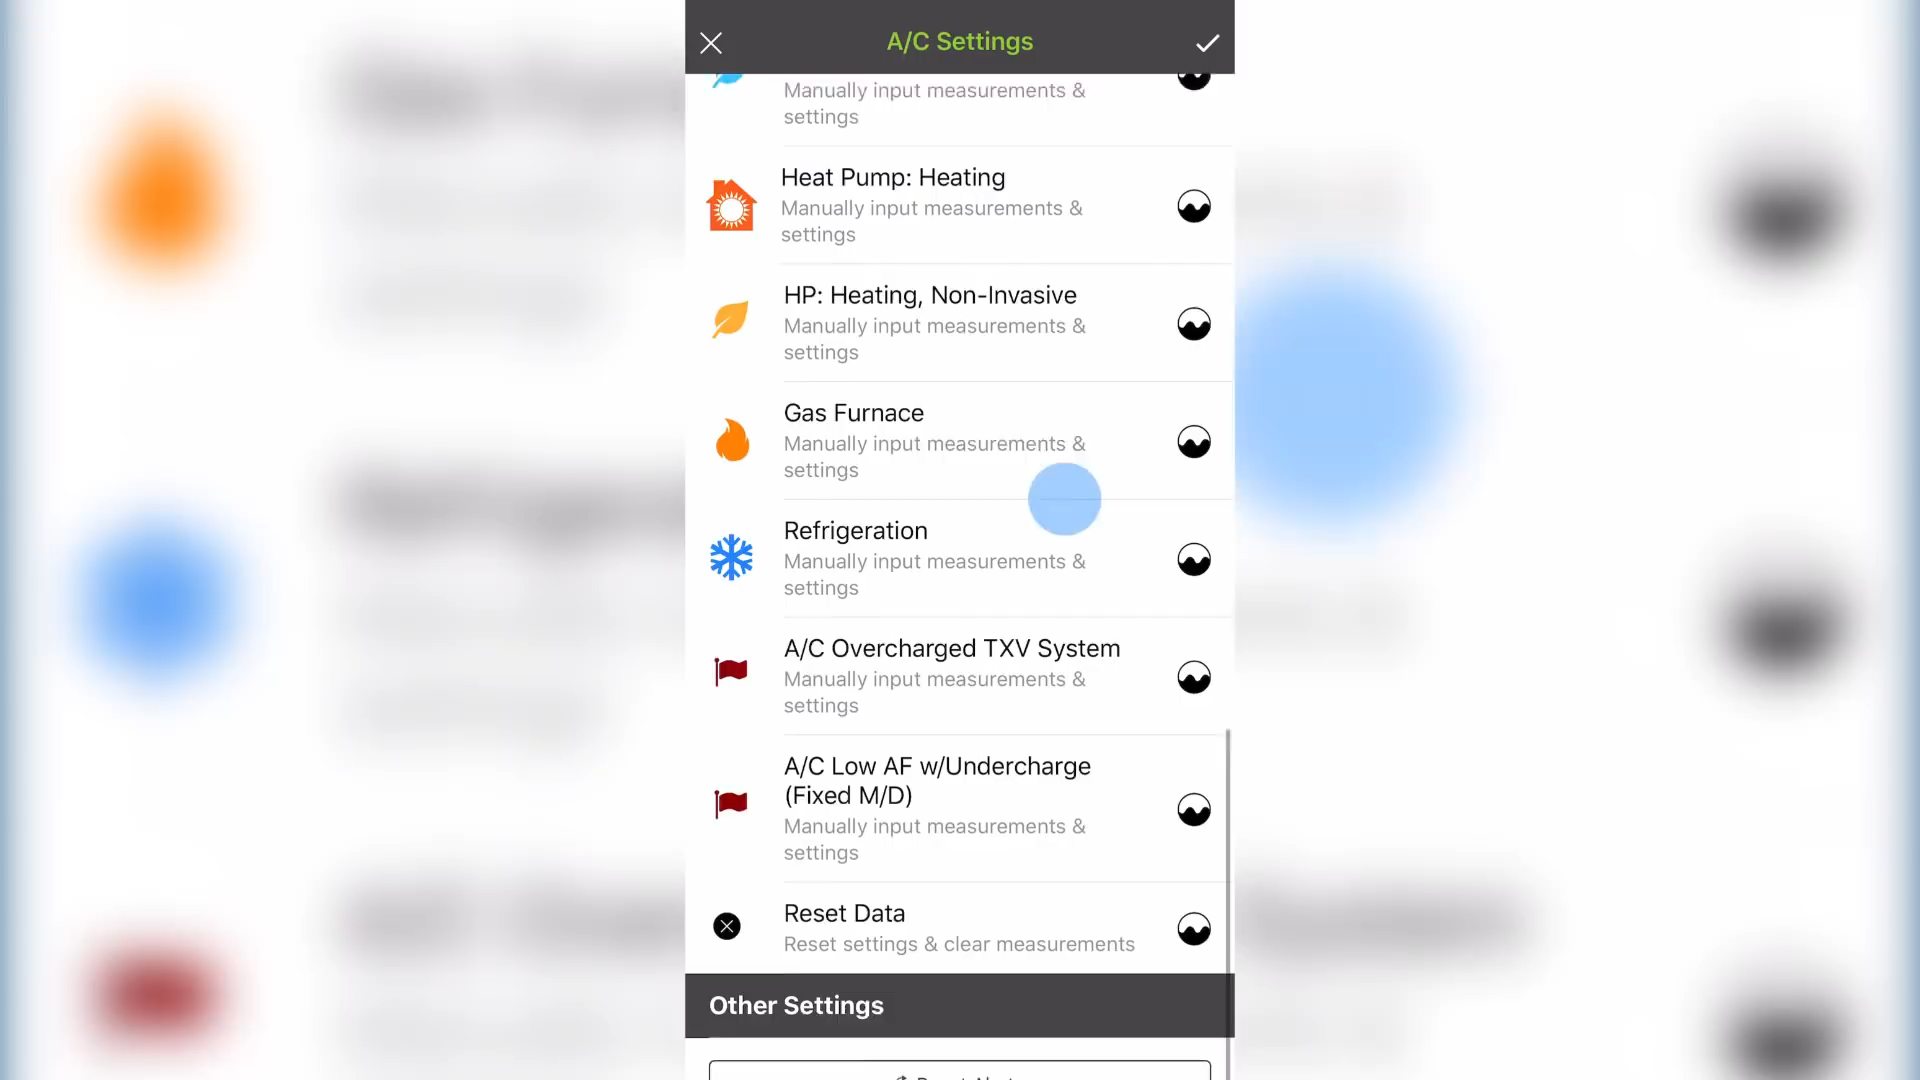 A/C Settings
Manually input measurements &
settings
Heat Pump: Heating
Manually input measurements &
settings
HP: Heating, Non-Invasive
Manually input measurements &
settings
Gas Furnace
Manually input measurements &
settings
Refrigeration
Manually input measurements &
settings
A/C Overcharged TXV System
Manually input measurements &
settings
A/C Low AF w/Undercharge
(Fixed M/D)
Manually input measurements &
settings
Reset Data
Reset settings & clear measurements
Other Settings